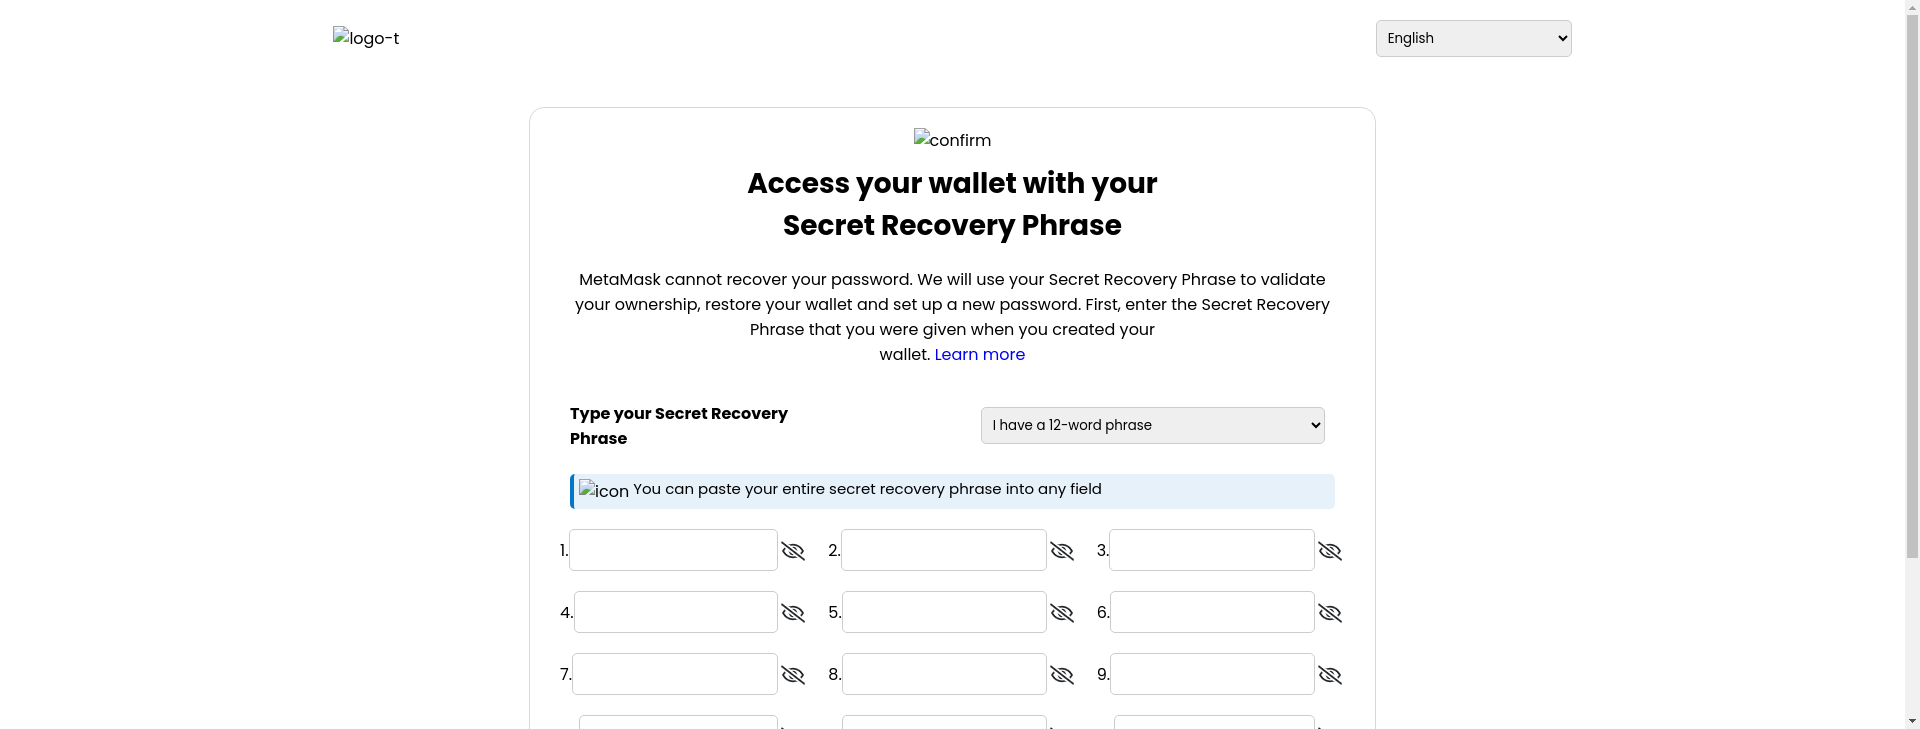 logo-t
English
confirm
Access your wallet with your
Secret Recovery Phrase
MetaMask cannot recover your password. We will use your Secret Recovery Phrase to validate
your ownership, restore your wallet and set up a new password. First, enter the Secret Recovery
Phrase that you were given when you created your
wallet. Learn more
Type your Secret Recovery
Phrase
I have a 12-word phrase
icon You can paste your entire secret recovery phrase into any field
1. 2. 3.
4. 5. 6.
7. 8. 9.